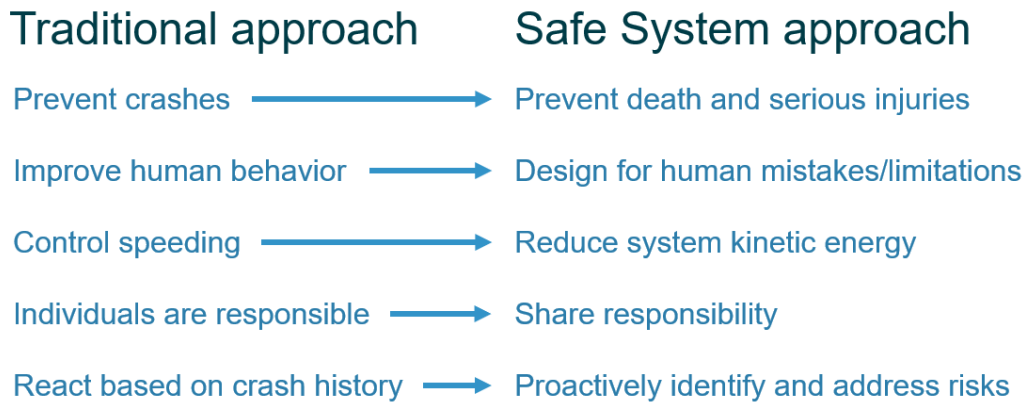 Traditional approach
Safe System approach
Prevent crashes
Prevent death and serious injuries
Improve human behavior
Design for human mistakes/limitations
Control speeding
Reduce system kinetic energy
Individuals are responsible
Share responsibility
React based on crash history
Proactively identify and address risks